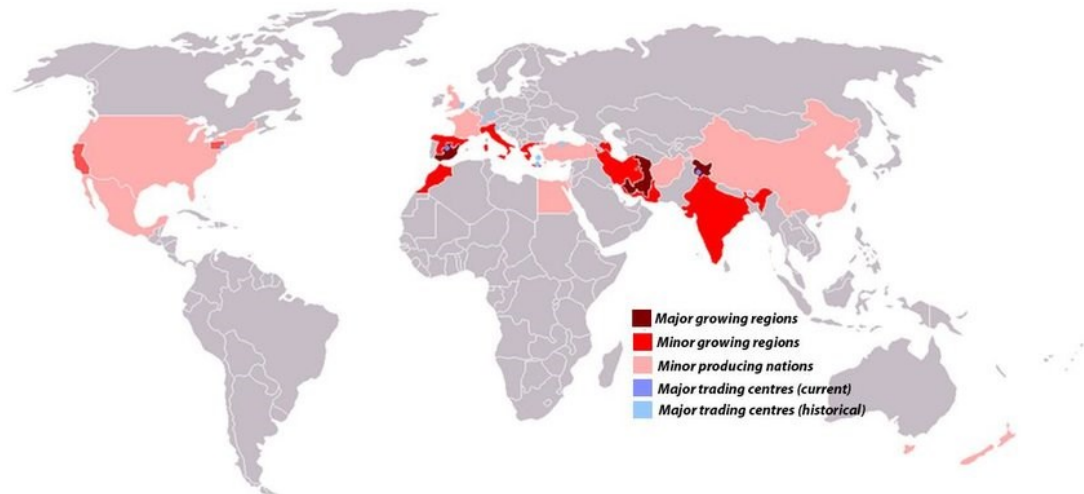 Major growing regions
Minor growing regions
Minor producing nations
Major trading centres (current)
Major trading centres (historical)